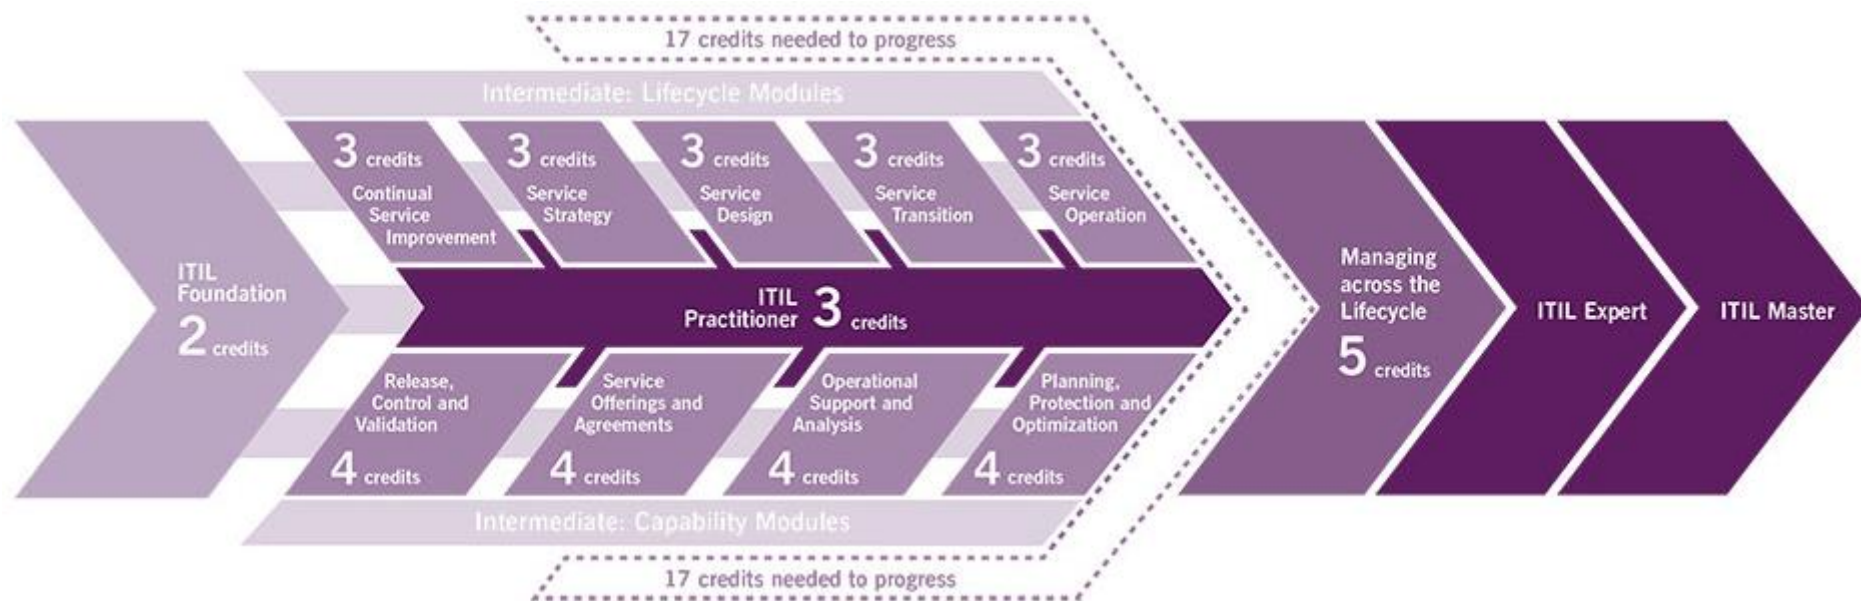 17 credits needed to progress
Intermediate: Lifecycle Modules
3 credits
Continual
Service
Improvement
3 credits
Service
Strategy
3 credits
Service
Design
3 credits
Service
Transition
3 credits
Service
Operation
ITIL
Foundation
2 credits
ITIL
Practitioner 3 credits
Release,
Control and
Validation
4 credits
Service
Offerings and
Agreements
4 credits
Operational
Support and
Analysis
4 credits
Planning,
Protection and
Optimization
4 credits
Intermediate: Capability Modules
17 credits needed to progress
Managing
across the
Lifecycle
5 credits
ITIL Expert
ITIL Master